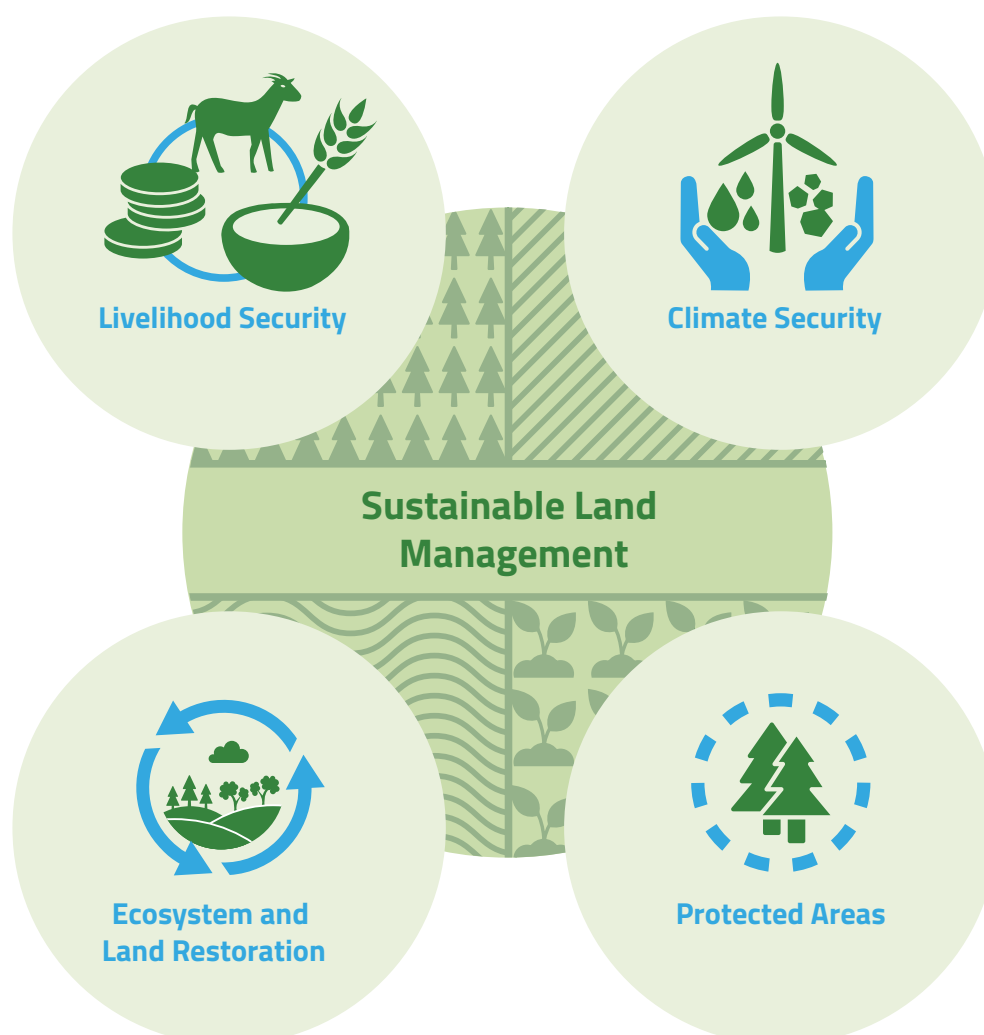 Livelihood Security
Climate Security
Sustainable Land
Management
Ecosystem and
Land Restoration
Protected Areas